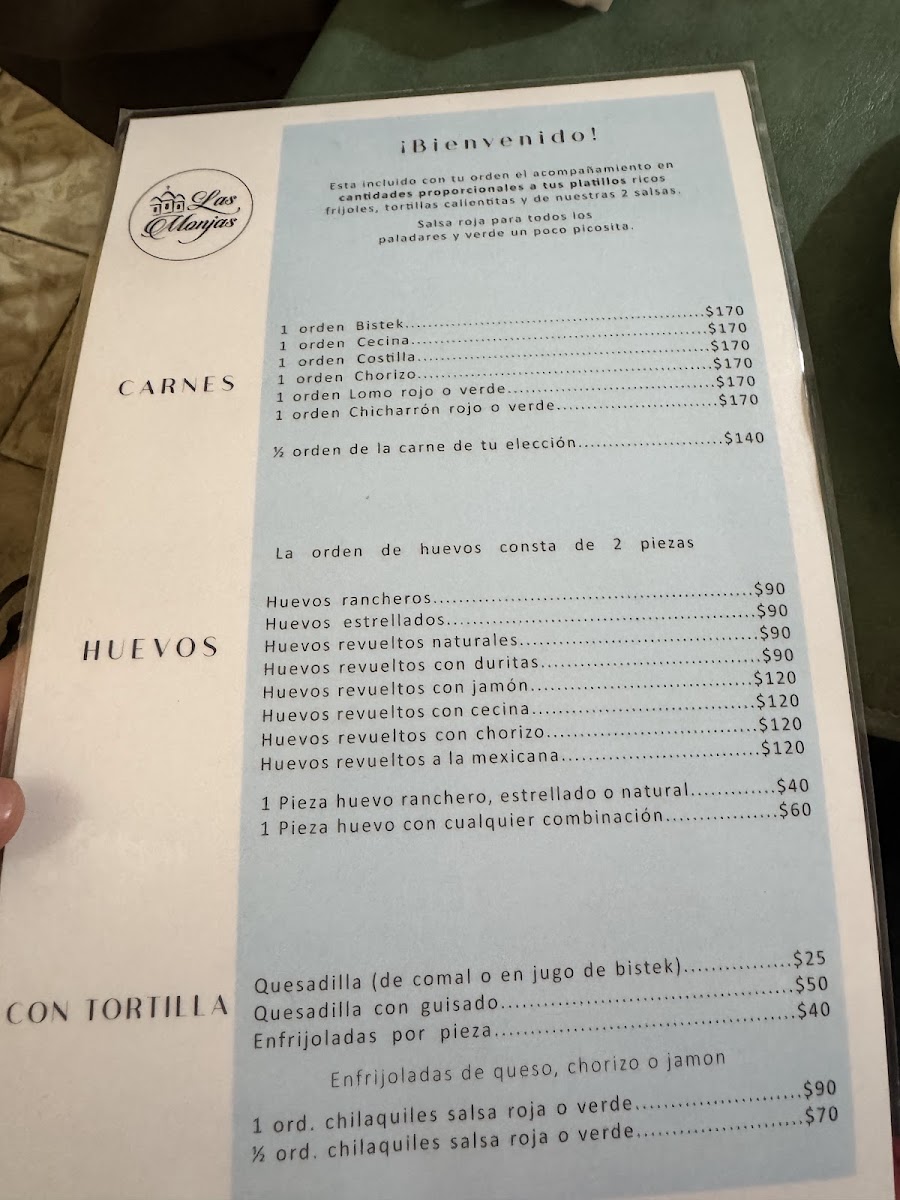 ¡Bienvenido!
Esta incluido con tu orden el acompañamiento en
cantidades proporcionales a tus platillos ricos
frijoles, tortillas calientitas y de nuestras 2 salsas.
Salsa roja para todos los
paladares y verde un poco picosita.
Las
Monjas
CARNES
1 orden Bistek...$170
1 orden Cecina...$170
1 orden Costilla...$170
1 orden Chorizo...$170
1 orden Lomo rojo o verde...$170
1 orden Chicharrón rojo o verde...$170
½ orden de la carne de tu elección...$140
La orden de huevos consta de 2 piezas
HUEVOS
Huevos rancheros...$90
Huevos estrellados...$90
Huevos revueltos naturales...$90
Huevos revueltos con duritas...$90
Huevos revueltos con jamón...$120
Huevos revueltos con cecina...$120
Huevos revueltos con chorizo...$120
Huevos revueltos a la mexicana...$120
1 Pieza huevo ranchero, estrellado o natural...$40
1 Pieza huevo con cualquier combinación...$60
CON TORTILLA
Quesadilla (de comal o en jugo de bistek)...$25
Quesadilla con guisado...$50
Enfrijoladas por pieza...$40
Enfrijoladas de queso, chorizo o jamon
1 ord. chilaquiles salsa roja o verde...$90
½ ord. chilaquiles salsa roja o verde...$70